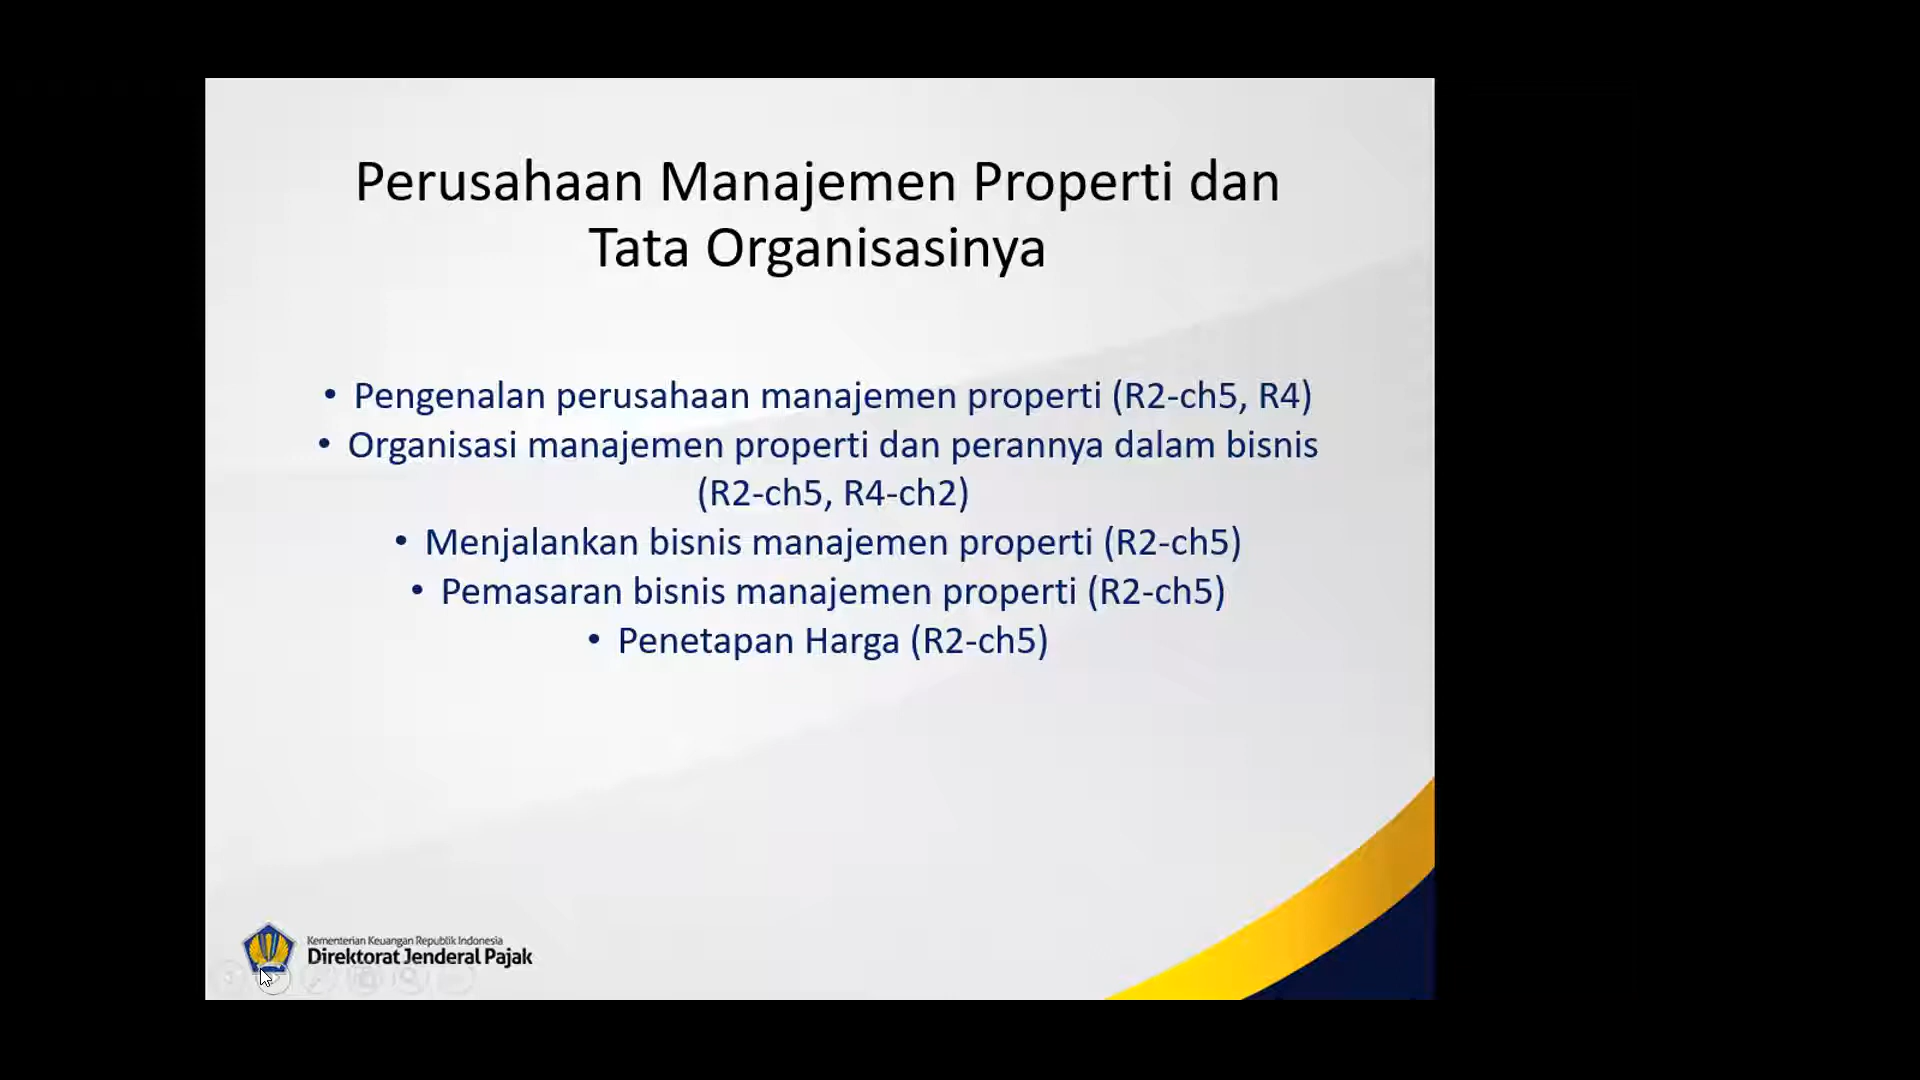 Perusahaan Manajemen Properti dan
Tata Organisasinya
• Pengenalan perusahaan manajemen properti (R2-ch5, R4)
• Organisasi manajemen properti dan perannya dalam bisnis
(R2-ch5, R4-ch2)
• Menjalankan bisnis manajemen properti (R2-ch5)
• Pemasaran bisnis manajemen properti (R2-ch5)
• Penetapan Harga (R2-ch5)
Kementerian Keuangan Republik Indonesia
Direktorat Jenderal Pajak